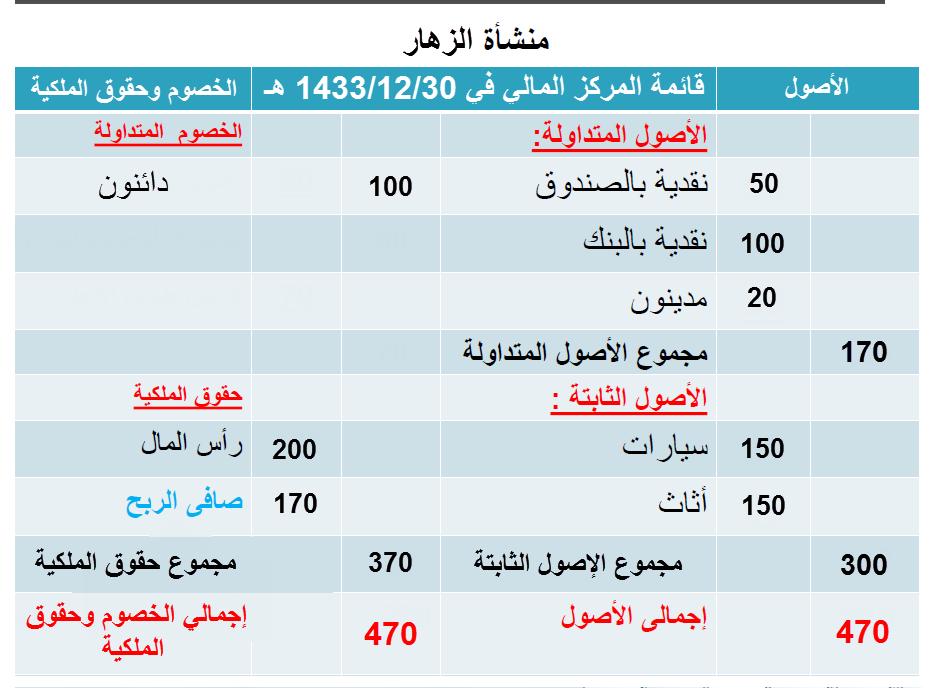 منشأة الزهار
الأصول قائمة المركز المالي في 1433/12/30 هـ الخصوم وحقوق الملكية
الأصول المتداولة: الخصوم المتداولة
50 نقدية بالصندوق 100 دائنون
100 نقدية بالبنك
20 مدينون
170 مجموع الأصول المتداولة
الأصول الثابتة : حقوق الملكية
150 سيارات 200 رأس المال
150 أثاث 170 صافى الربح
300 مجموع الإصول الثابتة 370 مجموع حقوق الملكية
470 إجمالى الأصول 470 إجمالي الخصوم وحقوق
الملكية